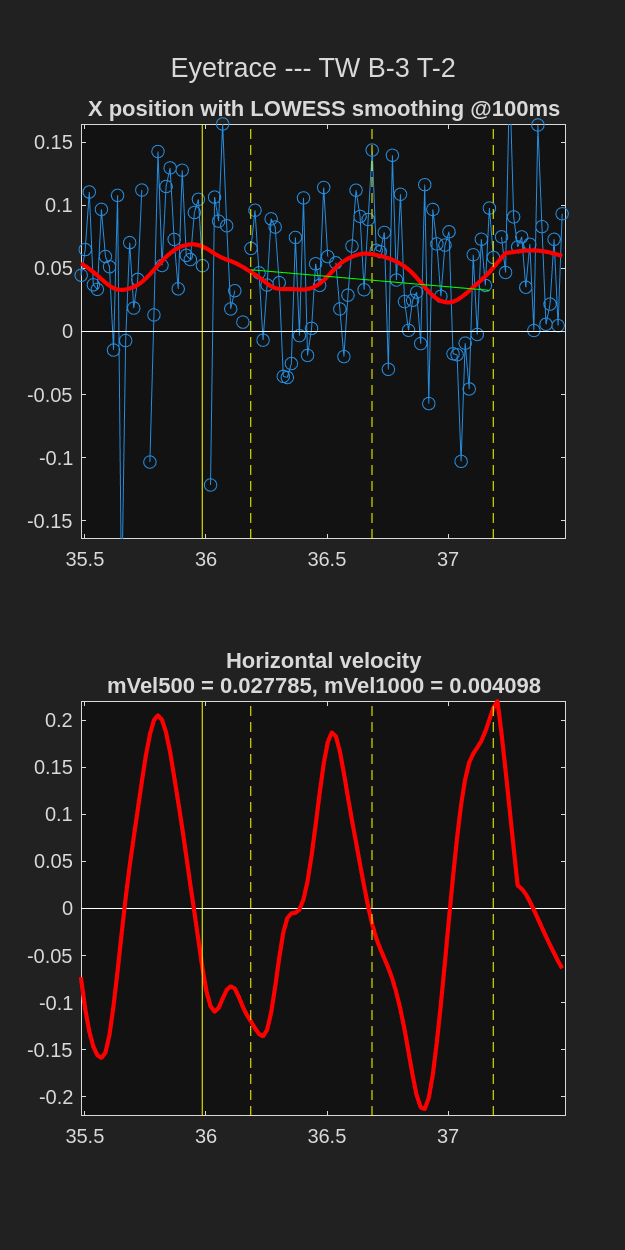 Eyetrace --- TW B-3 T-2
X position with LOWESS smoothing @100ms
0.15
0.1
0.05
0
-0.05
-0.1
-0.15
35.5 36 36.5 37
Horizontal velocity
mVel500 = 0.027785, mVel1000 = 0.004098
0.2
0.15
0.1
0.05
0
-0.05
-0.1
-0.15
-0.2
35.5 36 36.5 37